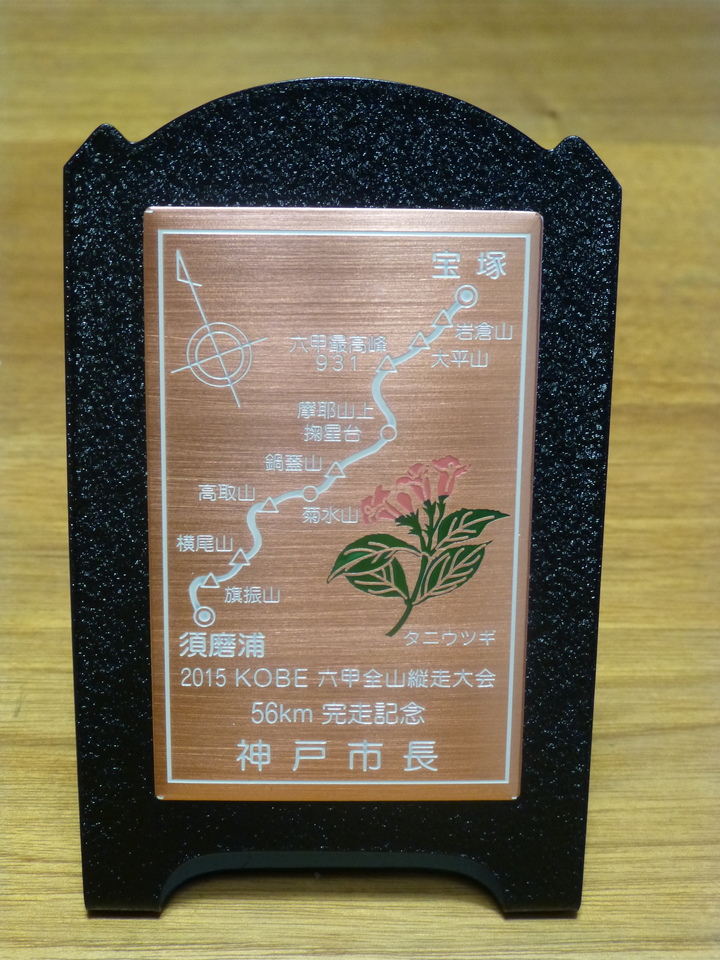 宝塚
岩倉山
六甲最高峰
931
大平山
摩耶山上
掬星台
鍋蓋山
高取山
菊水山
横尾山
旗振山
須磨浦
タニウツギ
2015 KOBE 六甲全山縦走大会
56km 完走記念
神戸市長